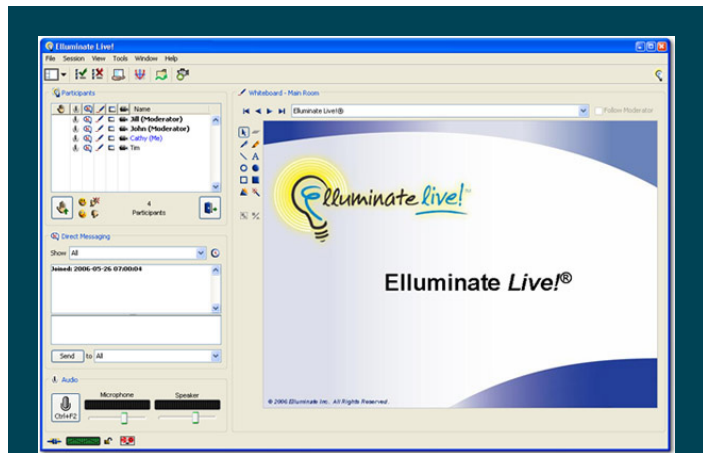 Elluminate Live!
File Session View Tools Window Help
Participants
Name
Jill (Moderator)
John (Moderator)
Cathy (Me)
Tim
4
Participants
Direct Messaging
Show All
Joined: 2006-05-26 07:00:04
Send to All
Audio
Microphone Speaker
Ctrl+F2
Whiteboard - Main Room
Elluminate Live!® Follow Moderator
Elluminate live!™
Elluminate Live!®
© 2006 Elluminate Inc. All Rights Reserved.